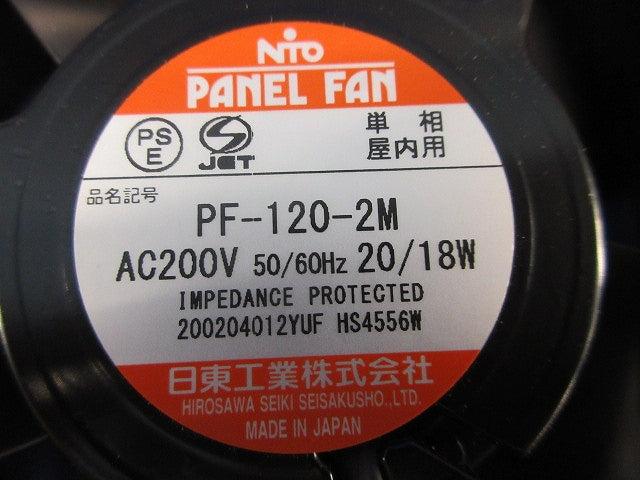 NiTO
PANEL FAN
PS
E
JET
単 相
屋内用
品名記号
PF-120-2M
AC200V 50/60Hz 20/18W
IMPEDANCE PROTECTED
200204012YUF HS4556W
日東工業株式会社
HIROSAWA SEIKI SEISAKUSHO.,LTD.
MADE IN JAPAN